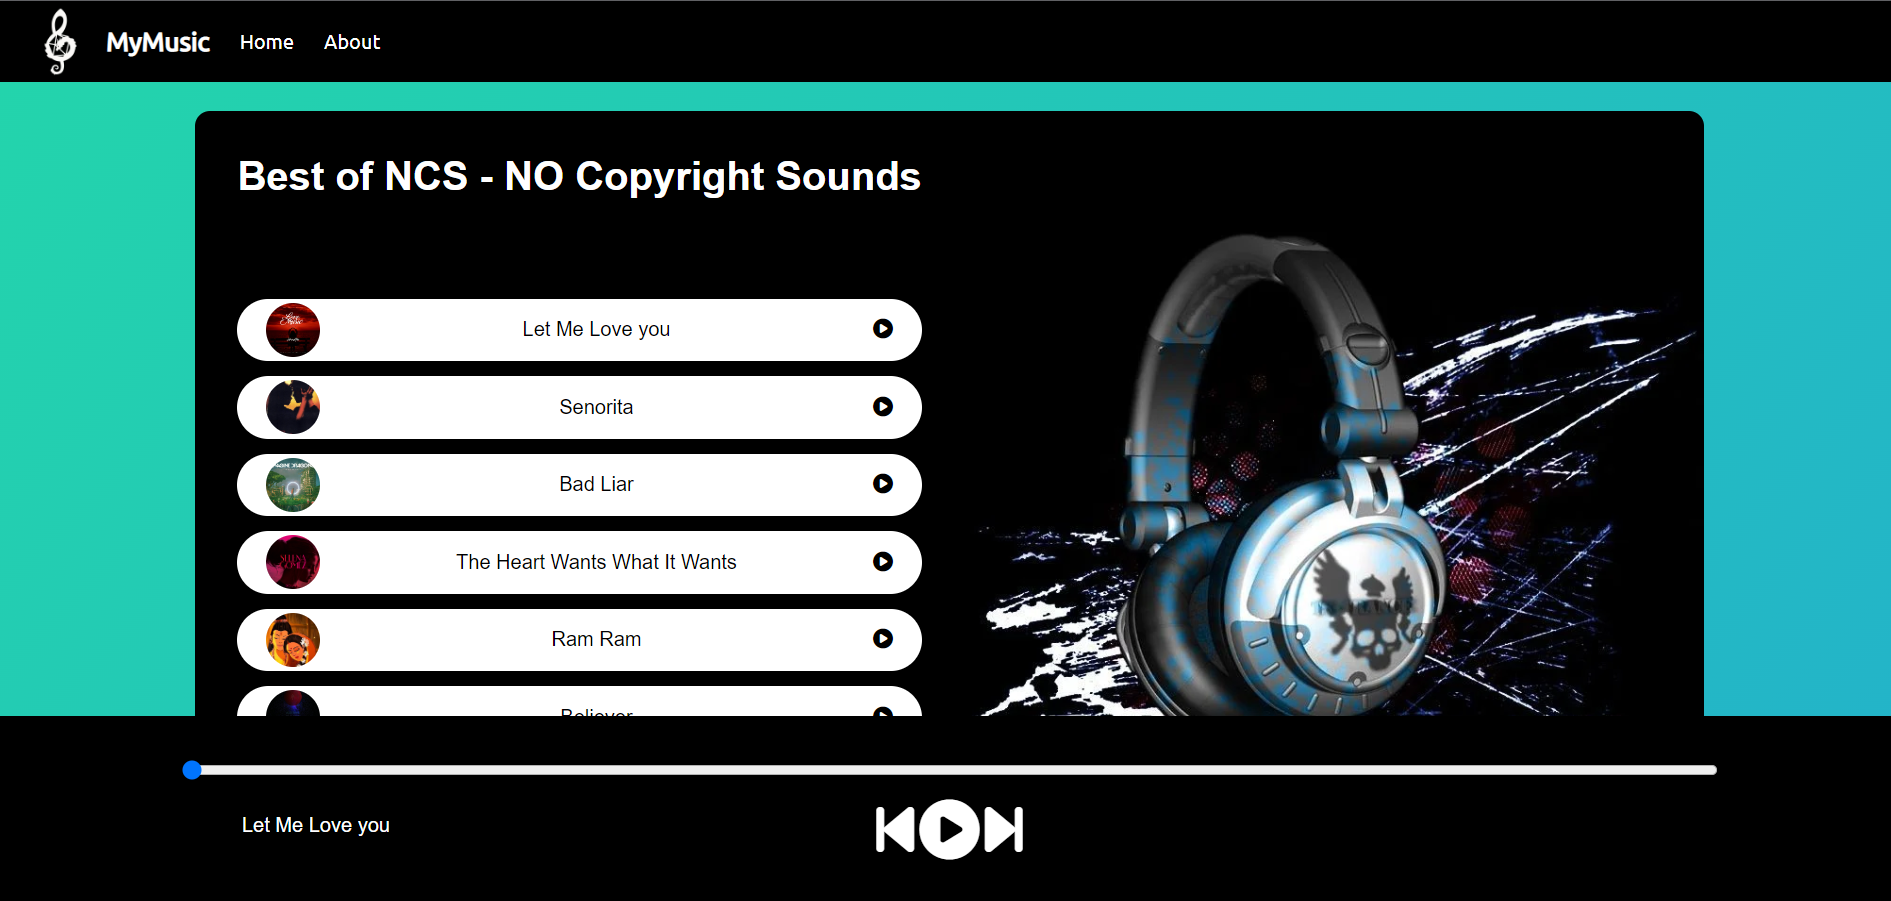 MyMusic Home About
Best of NCS - NO Copyright Sounds
Let Me Love you
Senorita
Bad Liar
The Heart Wants What It Wants
Ram Ram
Believer
Let Me Love you